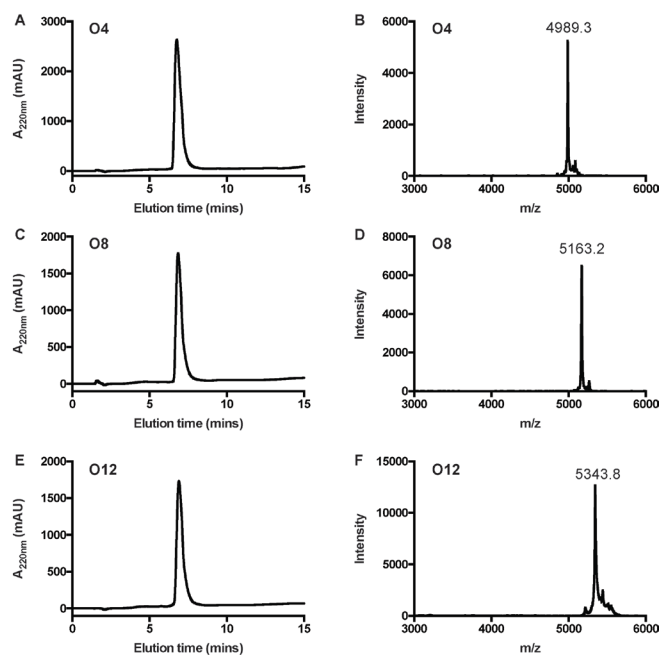 A
O4
3000
2000
1000
0
A220nm (mAU)
0
5
10
15
Elution time (mins)
B
O4
4989.3
6000
4000
2000
0
Intensity
3000
4000
5000
6000
m/z
C
O8
2000
1500
1000
500
0
A220nm (mAU)
0
5
10
15
Elution time (mins)
D
O8
5163.2
8000
6000
4000
2000
0
Intensity
3000
4000
5000
6000
m/z
E
O12
2000
1500
1000
500
0
A220nm (mAU)
0
5
10
15
Elution time (mins)
F
O12
5343.8
15000
10000
5000
0
Intensity
3000
4000
5000
6000
m/z